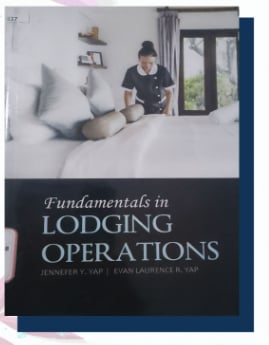 Fundamentals in
LODGING
OPERATIONS
JENNEFER Y. YAP | EVAN LAURENCE R. YAP